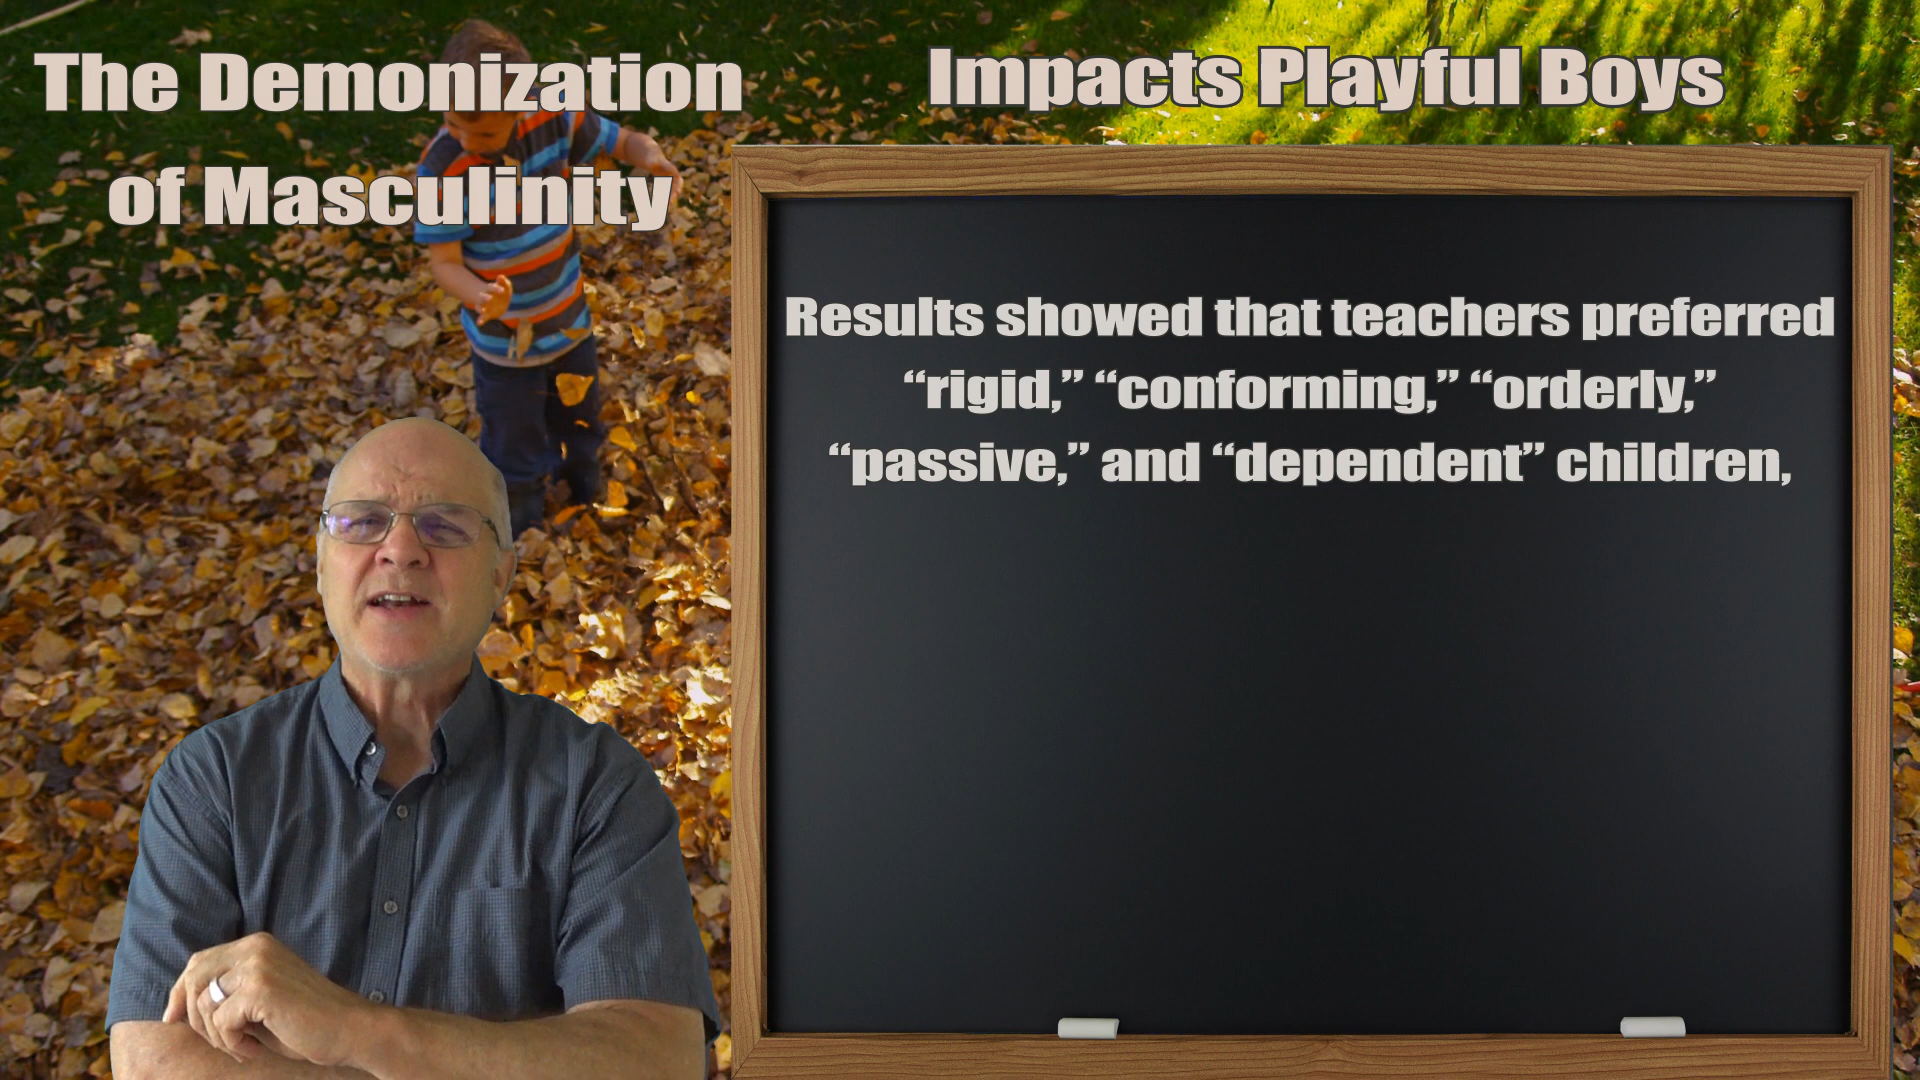 The Demonization
of Masculinity
Impacts Playful Boys
Results showed that teachers preferred
“rigid,” “conforming,” “orderly,”
“passive,” and “dependent” children,